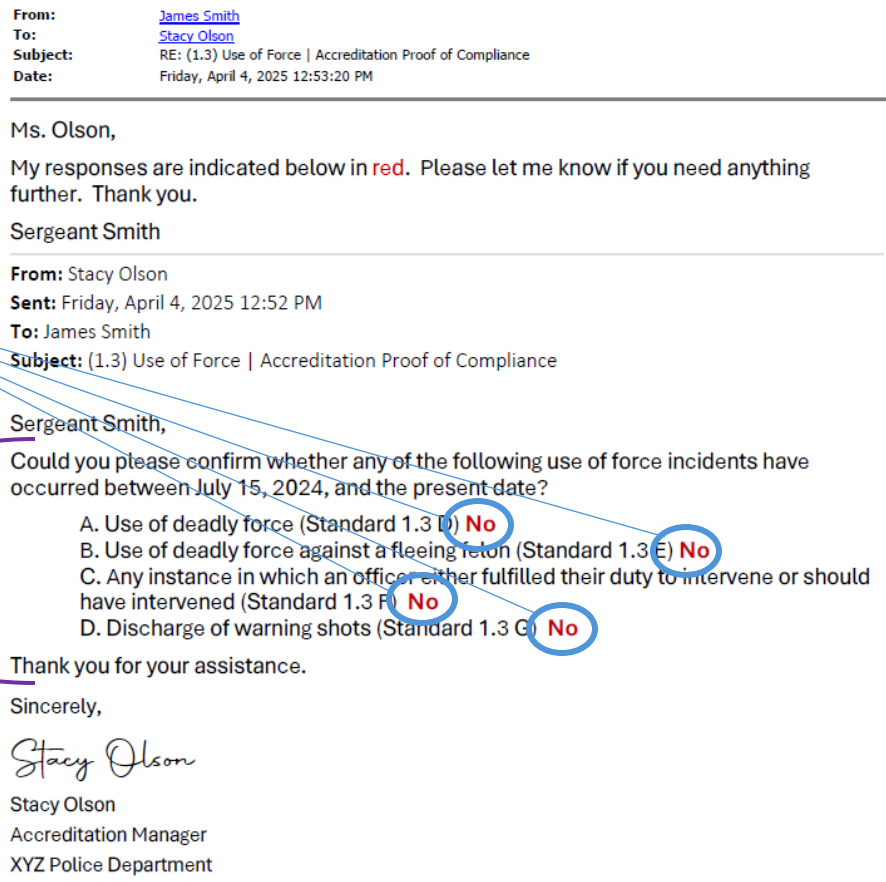 From: James Smith
To: Stacy Olson
Subject: RE: (1.3) Use of Force | Accreditation Proof of Compliance
Date: Friday, April 4, 2025 12:53:20 PM
Ms. Olson,
My responses are indicated below in red.  Please let me know if you need anything
further.  Thank you.
Sergeant Smith
From: Stacy Olson
Sent: Friday, April 4, 2025 12:52 PM
To: James Smith
Subject: (1.3) Use of Force | Accreditation Proof of Compliance
Sergeant Smith,
Could you please confirm whether any of the following use of force incidents have
occurred between July 15, 2024, and the present date?
A. Use of deadly force (Standard 1.3 D) No
B. Use of deadly force against a fleeing felon (Standard 1.3 E) No
C. Any instance in which an officer either fulfilled their duty to intervene or should
have intervened (Standard 1.3 F) No
D. Discharge of warning shots (Standard 1.3 G) No
Thank you for your assistance.
Sincerely,
Stacy Olson
Stacy Olson
Accreditation Manager
XYZ Police Department